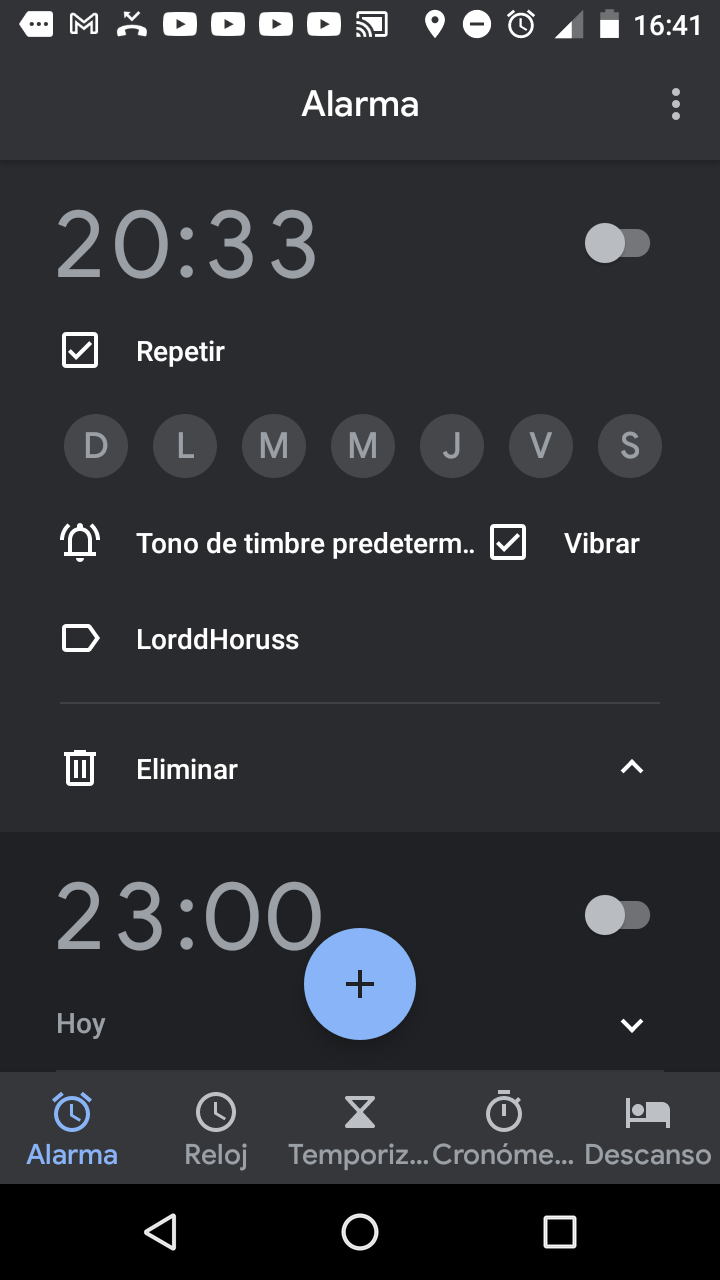 16:41
Alarma
20:33
Repetir
D L M M J V S
Tono de timbre predeterm.. Vibrar
LorddHoruss
Eliminar
23:00
+
Hoy
Alarma Reloj Temporiz... Cronóme... Descanso